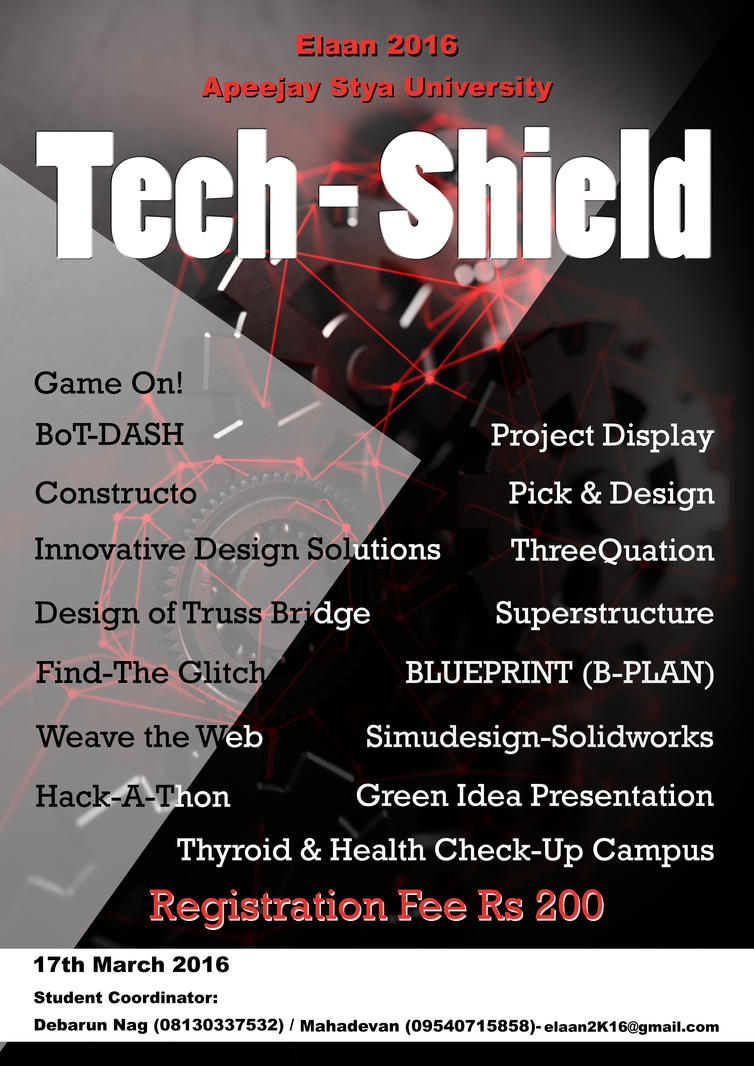 Elaan 2016
Apeejay Stya University
Tech - Shield
Game On!
BoT-DASH
Project Display
Constructo
Pick & Design
Innovative Design Solutions
ThreeQuation
Design of Truss Bridge
Superstructure
Find-The Glitch
BLUEPRINT (B-PLAN)
Weave the Web
Simudesign-Solidworks
Hack-A-Thon
Green Idea Presentation
Thyroid & Health Check-Up Campus
Registration Fee Rs 200
17th March 2016
Student Coordinator:
Debarun Nag (08130337532) / Mahadevan (09540715858)- elaan2K16@gmail.com